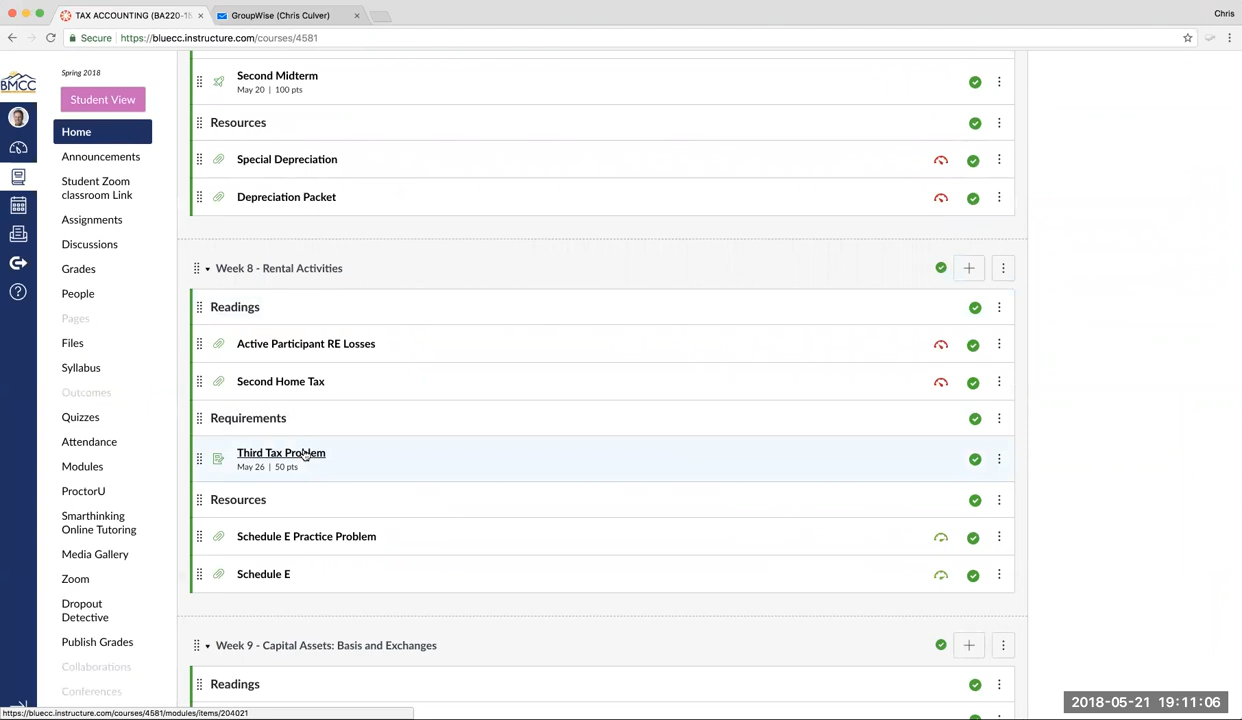 TAX ACCOUNTING (BA220-1
GroupWise (Chris Culver)
Chris
Secure
https://bluecc.instructure.com/courses/4581
BMCC
Spring 2018
Student View
Home
Announcements
Student Zoom
classroom Link
Assignments
Discussions
Grades
People
Pages
Files
Syllabus
Outcomes
Quizzes
Attendance
Modules
ProctorU
Smarthinking
Online Tutoring
Media Gallery
Zoom
Dropout
Detective
Publish Grades
Collaborations
Conferences
Second Midterm
May 20 | 100 pts
Resources
Special Depreciation
Depreciation Packet
Week 8 - Rental Activities
Readings
Active Participant RE Losses
Second Home Tax
Requirements
Third Tax Problem
May 26 | 50 pts
Resources
Schedule E Practice Problem
Schedule E
Week 9 - Capital Assets: Basis and Exchanges
Readings
https://bluecc.instructure.com/courses/4581/modules/items/204021
2018-05-21 19:11:06